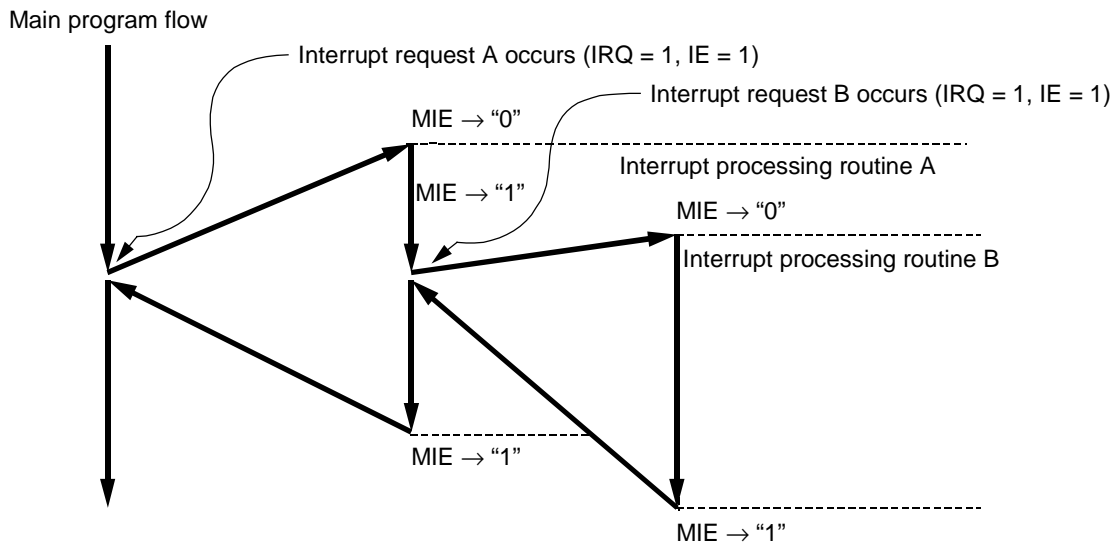 Main program flow
Interrupt request A occurs (IRQ = 1, IE = 1)
Interrupt request B occurs (IRQ = 1, IE = 1)
MIE → “0”
Interrupt processing routine A
MIE → “1”
MIE → “0”
Interrupt processing routine B
MIE → “1”
MIE → “1”